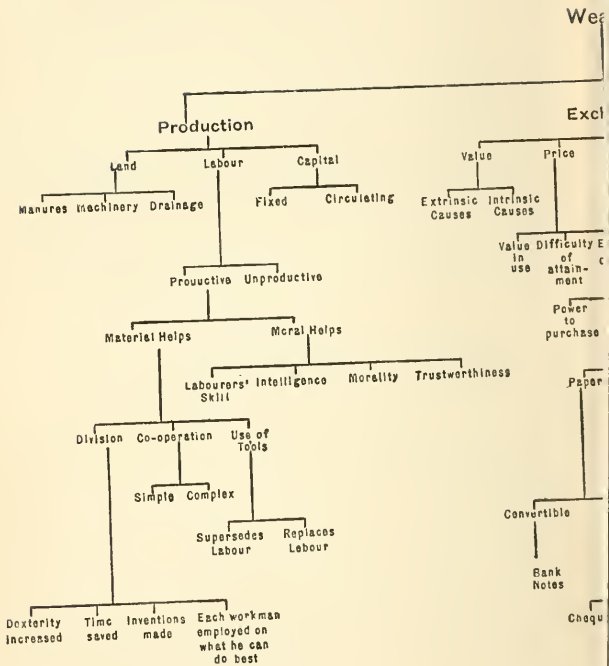 Wea
Production
Exch
Land Labour Capital
Value Price
Manures Machinery Drainage
Fixed Circulating
Extrinsic Causes
Intrinsic Causes
Value in use
Difficulty of attain-ment
Power to purchase
Productive Unproductive
Material Helps
Moral Helps
Labourers' Skill
Intelligence Morality Trustworthiness
Paper
Division Co-operation
Use of Tools
Simple Complex
Convertible
Supersedes Labour
Replaces Labour
Bank Notes
Dexterity increased
Time saved
Inventions made
Each workman employed on what he can do best
Chequ